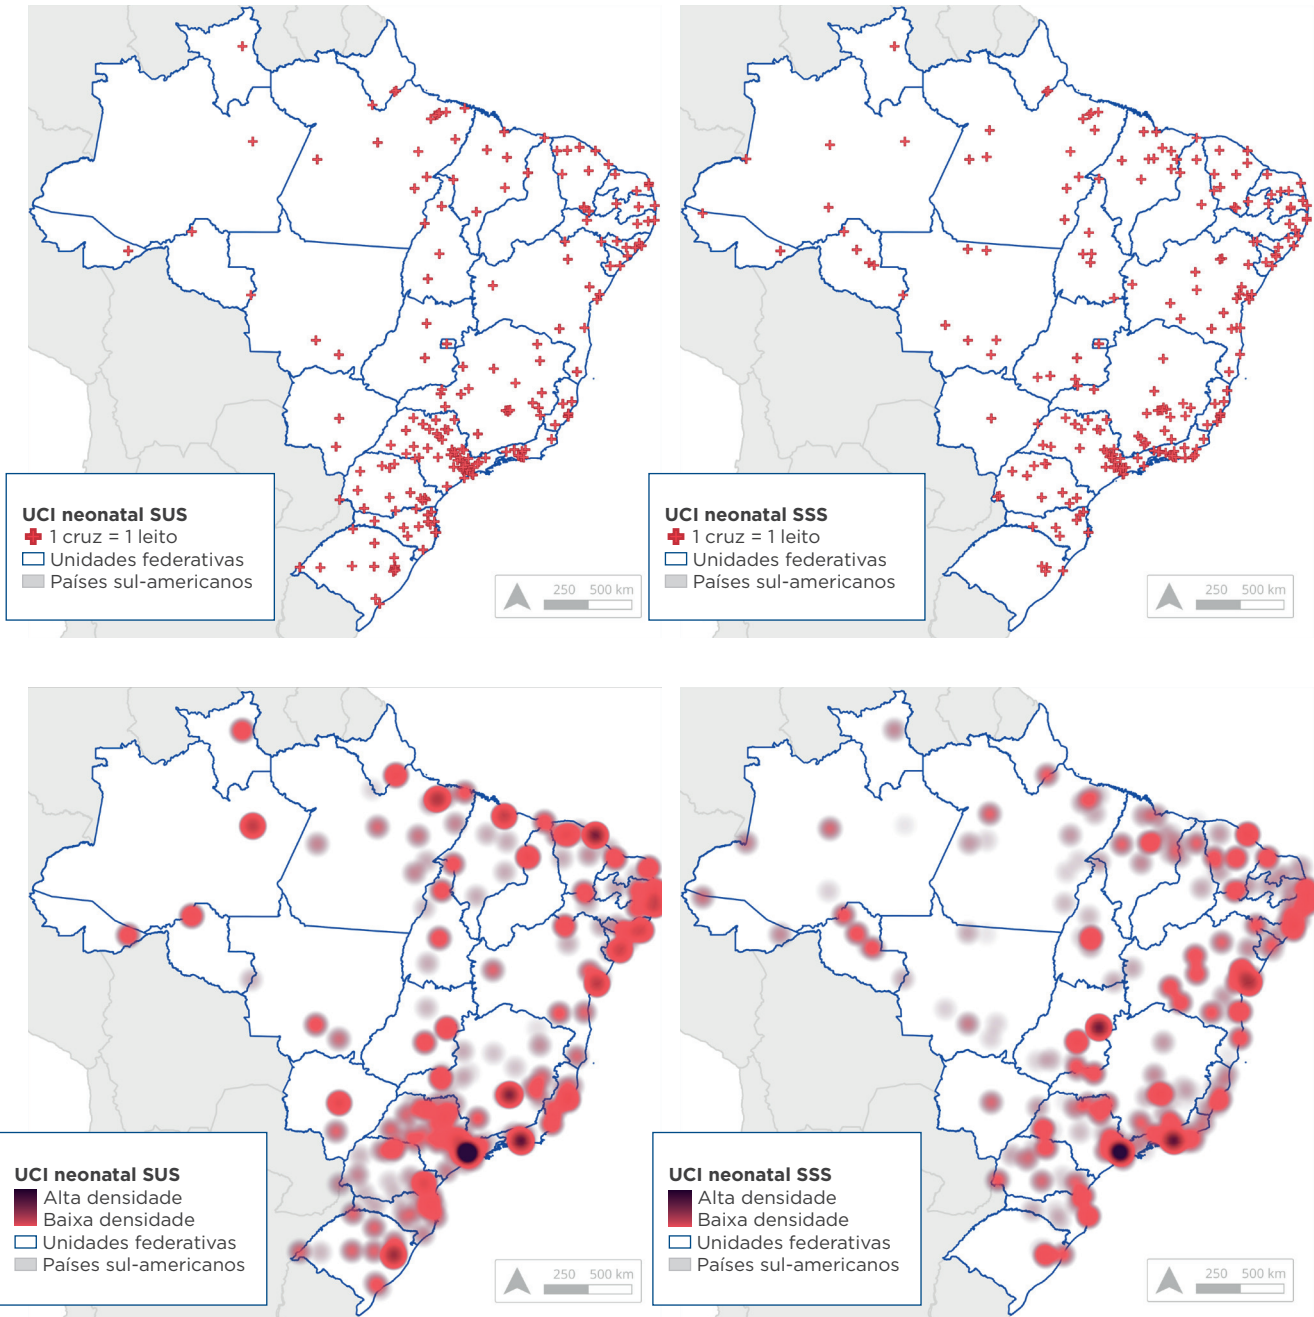 UCI neonatal SUS
1 cruz = 1 leito
Unidades federativas
Países sul-americanos
250 500 km
UCI neonatal SSS
1 cruz = 1 leito
Unidades federativas
Países sul-americanos
250 500 km
UCI neonatal SUS
Alta densidade
Baixa densidade
Unidades federativas
Países sul-americanos
250 500 km
UCI neonatal SSS
Alta densidade
Baixa densidade
Unidades federativas
Países sul-americanos
250 500 km